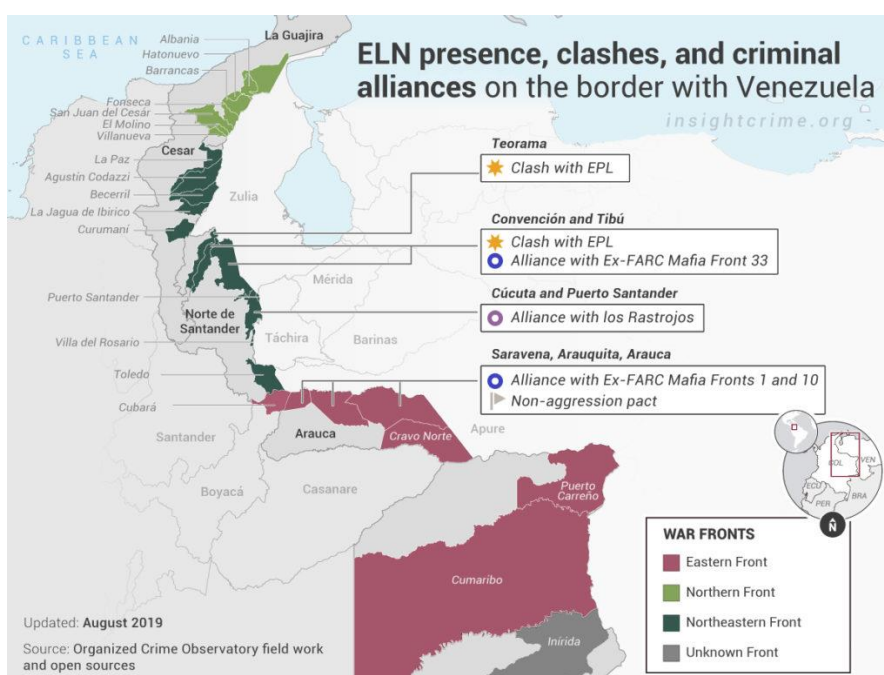 CARIBBEAN
SEA
Albania
Hatonuevo
Barrancas
La Guajira
ELN presence, clashes, and criminal
alliances on the border with Venezuela
insightcrime.org
Fonseca
San Juan del Cesár
El Molino
Villanueva
Cesar
La Paz
Agustín Codazzi
Becerril
La Jagua de Ibirico
Curumaní
Zulia
Teorama
Clash with EPL
Convención and Tibú
Clash with EPL
Alliance with Ex-FARC Mafia Front 33
Mérida
Cúcuta and Puerto Santander
Alliance with los Rastrojos
Puerto Santander
Norte de
Santander
Villa del Rosario
Táchira
Barinas
Saravena, Arauquita, Arauca
Alliance with Ex-FARC Mafia Fronts 1 and 10
Non-aggression pact
Toledo
Cubará
Santander
Arauca
Cravo Norte
Apure
Boyacá
Casanare
Puerto
Carreño
Cumaribo
Inírida
COL
VEN
ECU
PER
BRA
N
WAR FRONTS
Eastern Front
Northern Front
Northeastern Front
Unknown Front
Updated: August 2019
Source: Organized Crime Observatory field work
and open sources